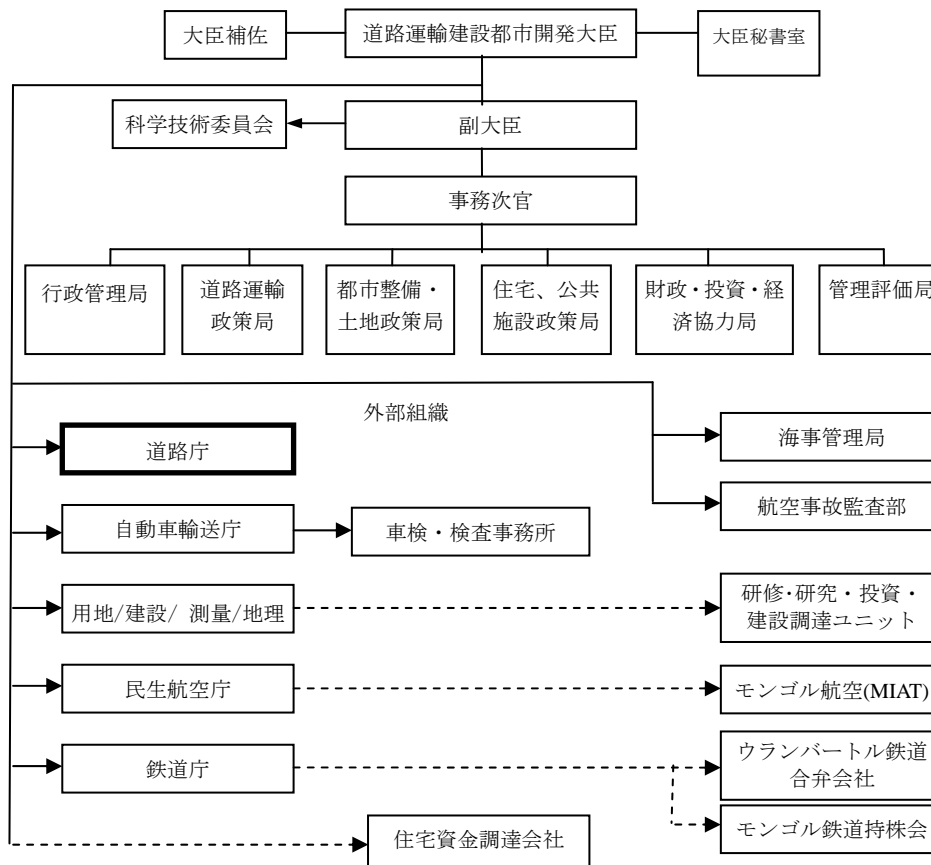 大臣補佐
道路運輸建設都市開発大臣
大臣秘書室
科学技術委員会
副大臣
事務次官
行政管理局
道路運輸
政策局
都市整備・
土地政策局
住宅、公共
施設政策局
財政・投資・経
済協力局
管理評価局
外部組織
道路庁
海事管理局
航空事故監査部
自動車輸送庁
車検・検査事務所
用地/建設/ 測量/地理
研修・研究・投資・
建設調達ユニット
民生航空庁
モンゴル航空(MIAT)
鉄道庁
ウランバートル鉄道
合弁会社
モンゴル鉄道持株会
住宅資金調達会社